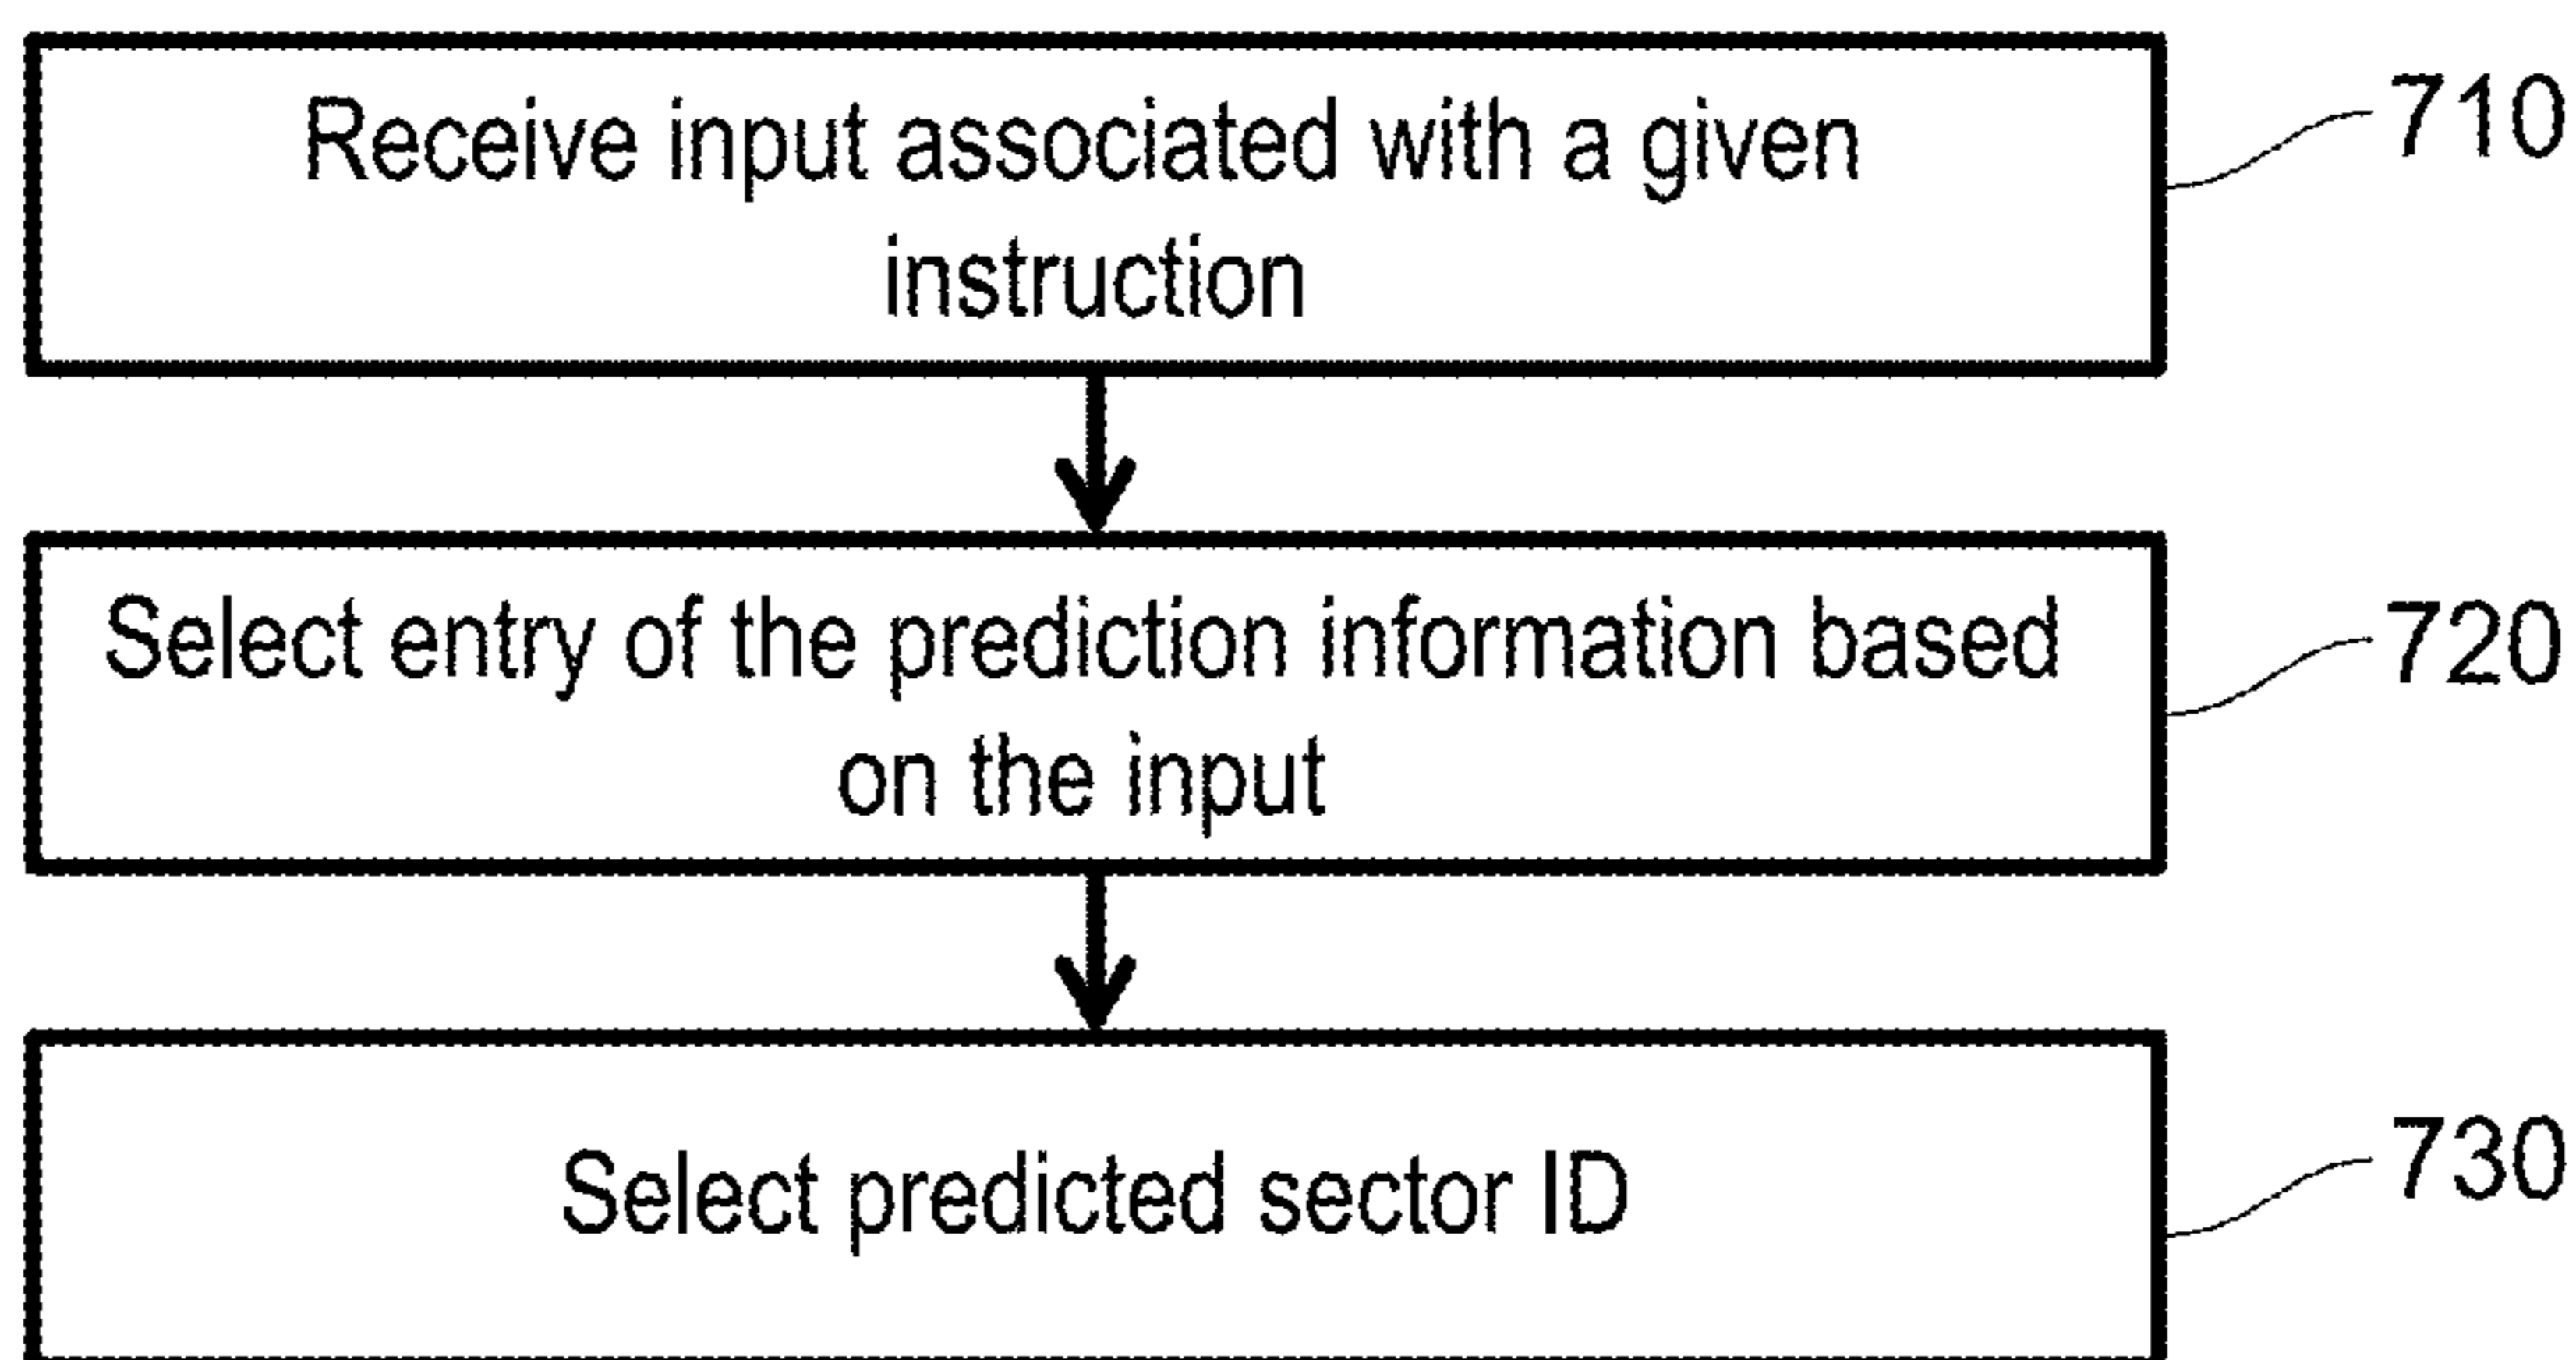 Receive input associated with a given
instruction
710
Select entry of the prediction information based
on the input
720
Select predicted sector ID
730